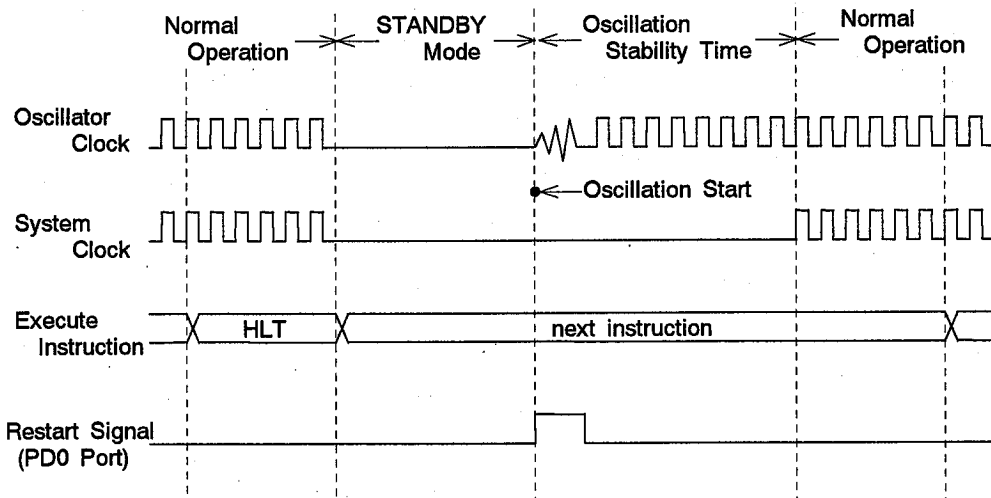 Normal
Operation
STANDBY
Mode
Oscillation
Stability Time
Normal
Operation
Oscillator
Clock
Oscillation Start
System
Clock
Execute
Instruction
HLT
next instruction
Restart Signal
(PD0 Port)